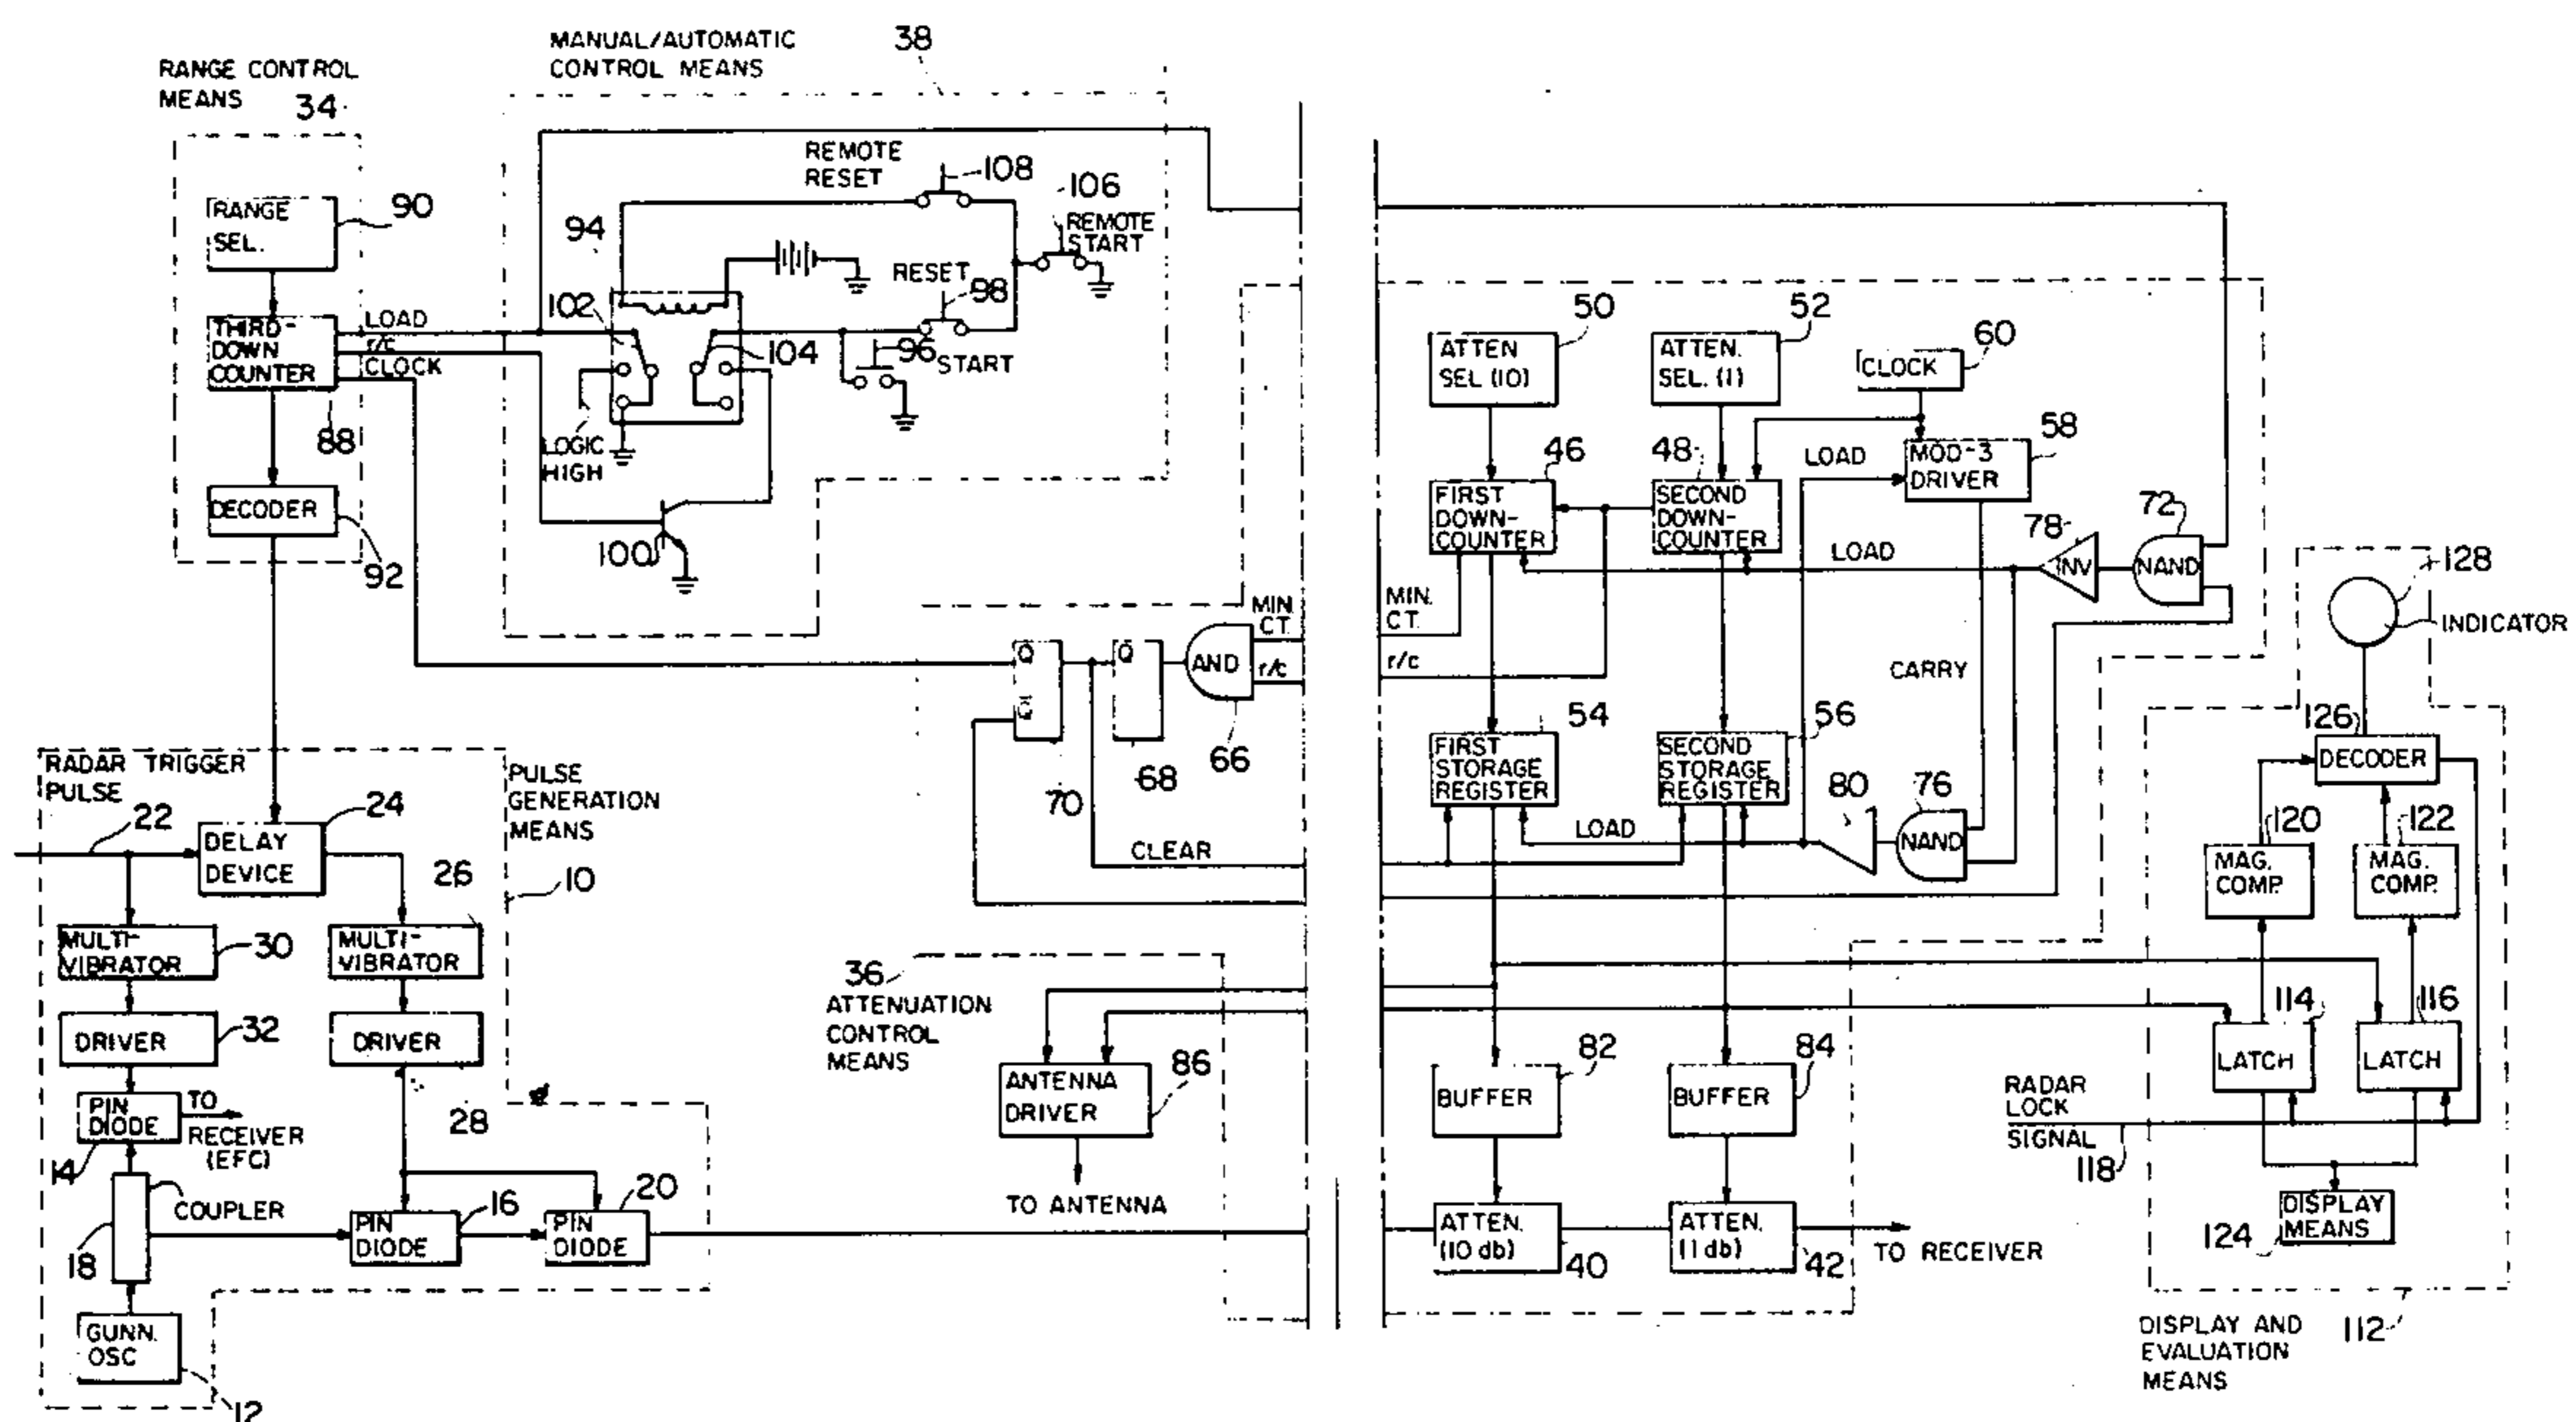 MANUAL/AUTOMATIC
CONTROL MEANS
38
RANGE CONTROL
MEANS 34
RANGE
SEL.
90
THIRD-
DOWN
COUNTER
88
LOAD
r/c
CLOCK
DECODER
92
REMOTE
RESET
108
106
REMOTE
START
94
RESET
98
102
104
96
START
LOGIC
HIGH
100
50
52
60
ATTEN
SEL (10)
ATTEN.
SEL. (1)
CLOCK
46
48
58
FIRST
DOWN-
COUNTER
SECOND
DOWN-
COUNTER
LOAD
MOD-3
DRIVER
78
72
LOAD
INV
NAND
128
INDICATOR
MIN.
CT.
r/c
MIN.
CT.
r/c
CARRY
Q
Q
Q
AND
66
68
70
54
56
FIRST
STORAGE
REGISTER
SECOND
STORAGE
REGISTER
80
76
NAND
LOAD
CLEAR
126
DECODER
120
122
MAG.
COMP.
MAG.
COMP.
RADAR TRIGGER
PULSE
PULSE
GENERATION
MEANS
22
24
DELAY
DEVICE
26
10
MULTI-
VIBRATOR
30
MULTI-
VIBRATOR
DRIVER
32
DRIVER
28
PIN
DIODE
14
TO
RECEIVER
(EFC)
COUPLER
18
16
20
PIN
DIODE
PIN
DIODE
GUNN.
OSC
12
36
ATTENUATION
CONTROL
MEANS
ANTENNA
DRIVER
86
TO ANTENNA
82
84
BUFFER
BUFFER
ATTEN.
(10 db)
40
ATTEN.
(1 db)
42
TO RECEIVER
114
116
LATCH
LATCH
RADAR
LOCK
SIGNAL
118
DISPLAY
MEANS
124
DISPLAY AND
EVALUATION
MEANS
112